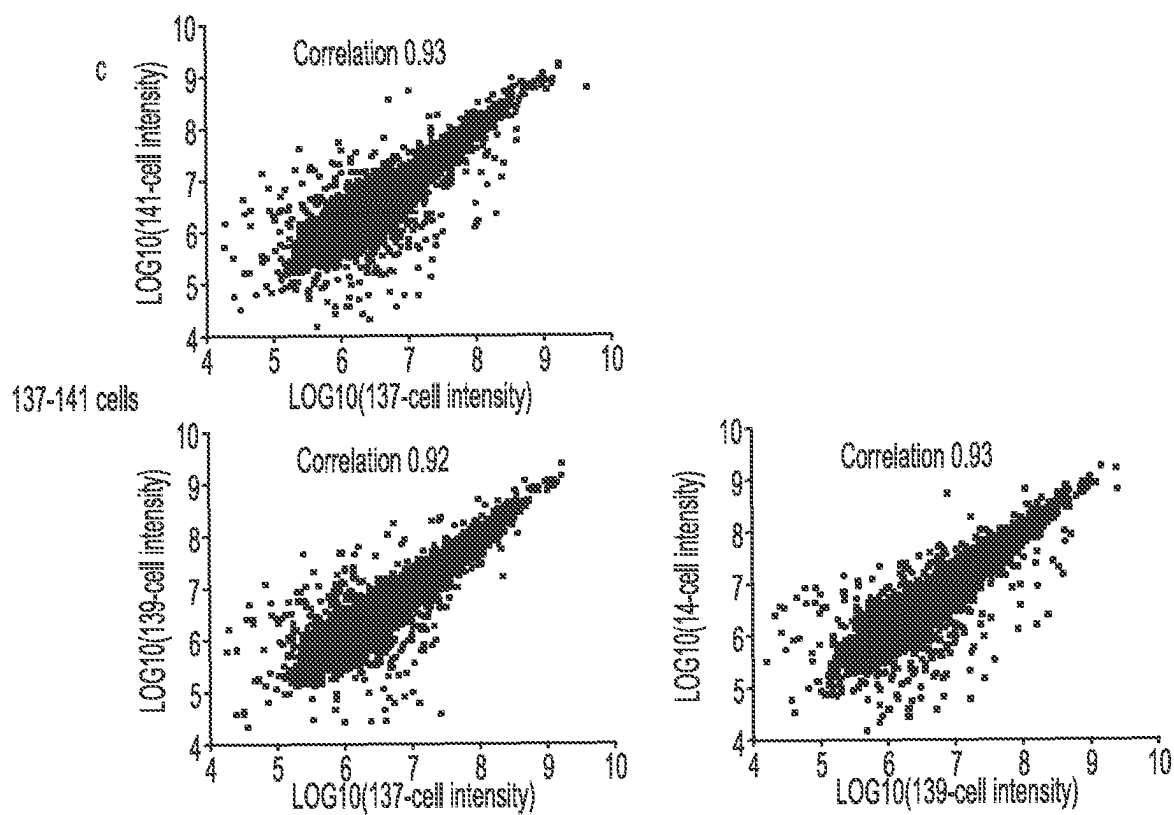 c
Correlation 0.93
LOG10(141-cell intensity)
10
9
8
7
6
5
4
4 5 6 7 8 9 10
LOG10(137-cell intensity)
137-141 cells
Correlation 0.92
LOG10(139-cell intensity)
10
9
8
7
6
5
4
4 5 6 7 8 9 10
LOG10(137-cell intensity)
Correlation 0.93
LOG10(14-cell intensity)
10
9
8
7
6
5
4
4 5 6 7 8 9 10
LOG10(139-cell intensity)